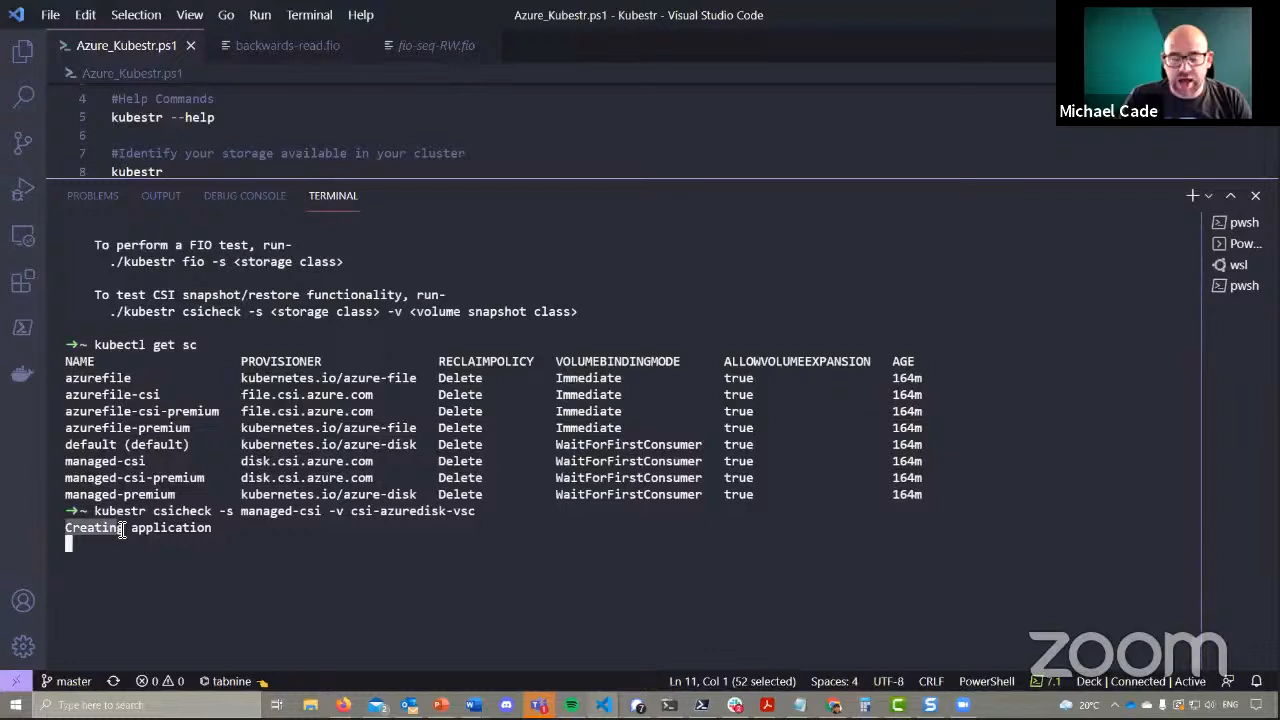 File Edit Selection View Go Run Terminal Help Azure_Kubestr.ps1 - Kubestr - Visual Studio Code
Azure_Kubestr.ps1 backwards-read.fio fio-seq-RW.fio
Azure_Kubestr.ps1
4 #Help Commands
5 kubestr --help
6
7 #Identify your storage available in your cluster
8 kubestr
Michael Cade
PROBLEMS OUTPUT DEBUG CONSOLE TERMINAL
pwsh
Pow...
wsl
pwsh
To perform a FIO test, run-
./kubestr fio -s <storage class>
To test CSI snapshot/restore functionality, run-
./kubestr csicheck -s <storage class> -v <volume snapshot class>
→~ kubectl get sc
NAME PROVISIONER RECLAIMPOLICY VOLUMEBINDINGMODE ALLOWVOLUMEEXPANSION AGE
azurefile kubernetes.io/azure-file Delete Immediate true 164m
azurefile-csi file.csi.azure.com Delete Immediate true 164m
azurefile-csi-premium file.csi.azure.com Delete Immediate true 164m
azurefile-premium kubernetes.io/azure-file Delete Immediate true 164m
default (default) kubernetes.io/azure-disk Delete WaitForFirstConsumer true 164m
managed-csi disk.csi.azure.com Delete WaitForFirstConsumer true 164m
managed-csi-premium disk.csi.azure.com Delete WaitForFirstConsumer true 164m
managed-premium kubernetes.io/azure-disk Delete WaitForFirstConsumer true 164m
→~ kubestr csicheck -s managed-csi -v csi-azuredisk-vsc
Creating application
zoom
master 0 0 tabnine Ln 11, Col 1 (52 selected) Spaces: 4 UTF-8 CRLF PowerShell 7.1 Deck | Connected | Active
Type here to search 20°C ENG